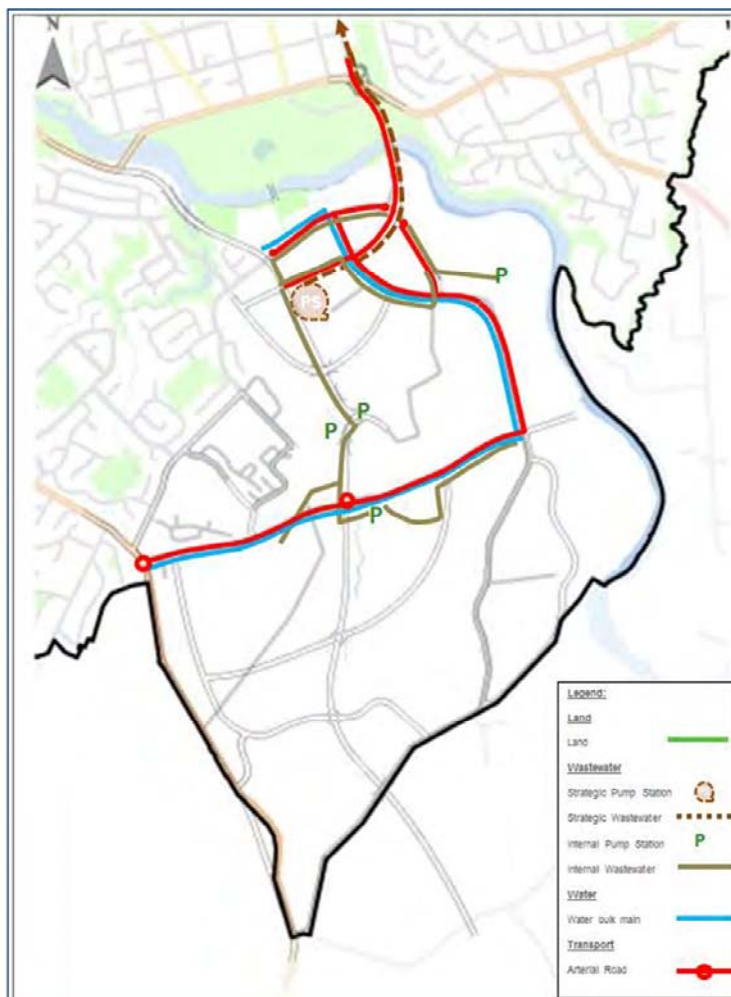 N
PS
P
P
P
P
Legend:
Land
Land
Wastewater
Strategic Pump Station
Strategic Wastewater
Internal Pump Station P
Internal Wastewater
Water
Water bulk main
Transport
Arterial Road